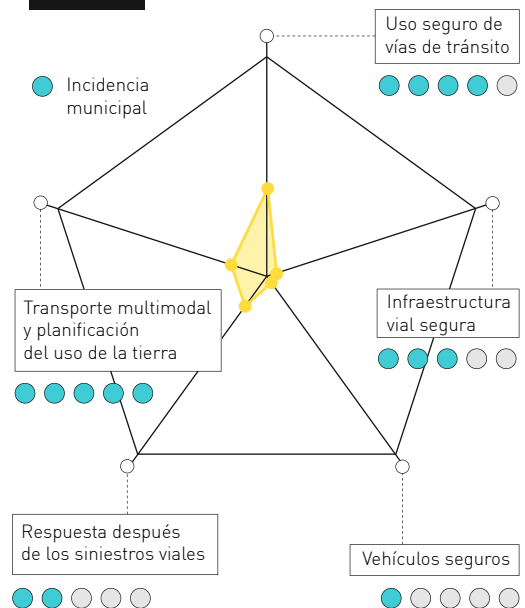 Uso seguro de
vías de tránsito
Incidencia
municipal
Transporte multimodal
y planificación
del uso de la tierra
Infraestructura
vial segura
Respuesta después
de los siniestros viales
Vehículos seguros